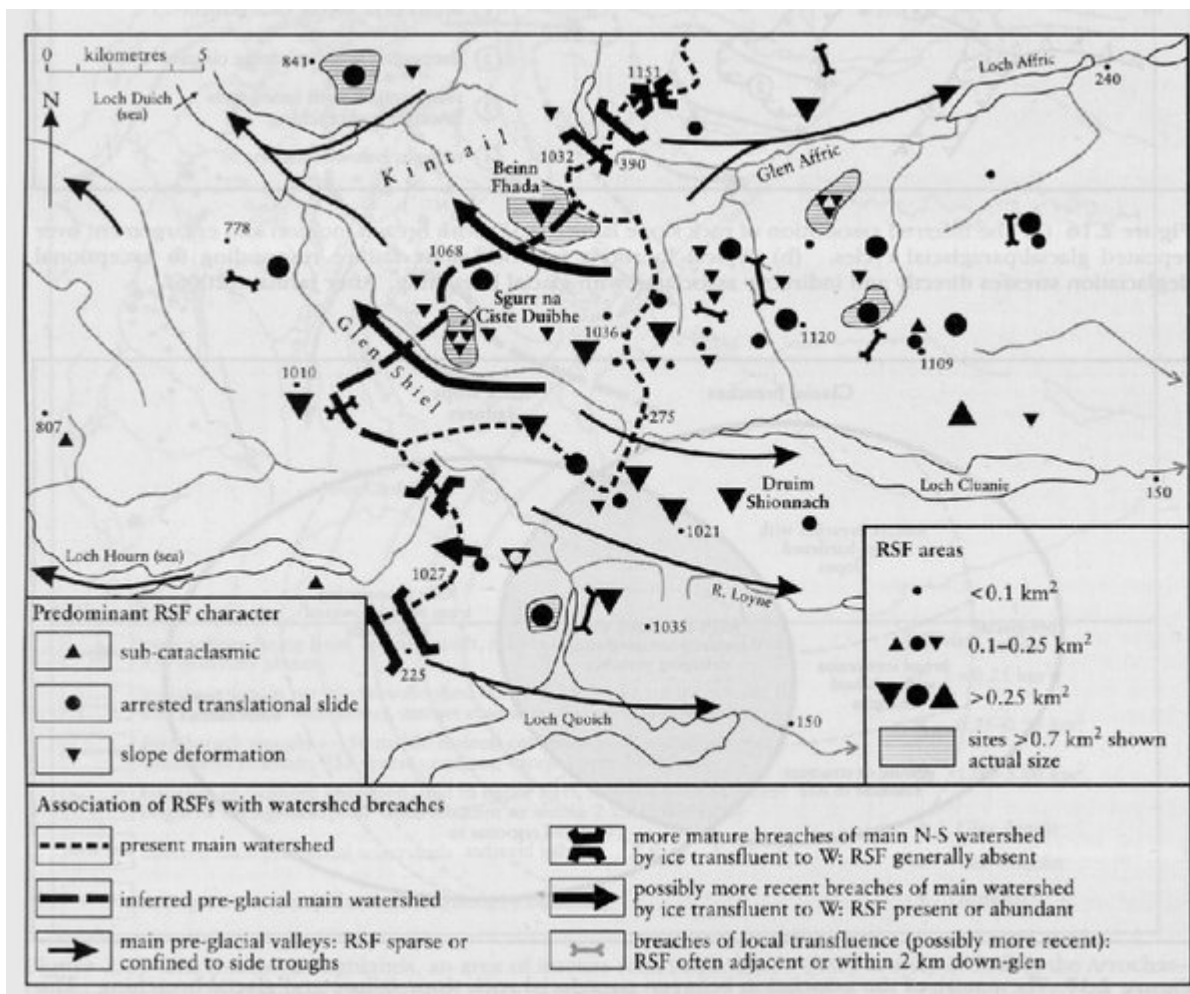 0 kilometres 5
N
841
Loch Duich
(sea)
1151
Loch Affric
240
Kintail
1032
390
Beinn
Fhada
Glen Affric
778
1068
Sgurr na
Ciste Duibhe
1036
1120
1109
Glen Shiel
1010
807
275
Loch Cluanie
150
Druim
Shionnach
1021
Loch Hourn (sea)
1027
R. Loyne
1035
225
Loch Quoich
150
Predominant RSF character
sub-cataclasmic
arrested translational slide
slope deformation
RSF areas
<0.1 km²
0.1–0.25 km²
>0.25 km²
sites >0.7 km² shown
actual size
Association of RSFs with watershed breaches
present main watershed
inferred pre-glacial main watershed
main pre-glacial valleys: RSF sparse or
confined to side troughs
more mature breaches of main N-S watershed
by ice transfluent to W: RSF generally absent
possibly more recent breaches of main watershed
by ice transfluent to W: RSF present or abundant
breaches of local transfluence (possibly more recent):
RSF often adjacent or within 2 km down-glen